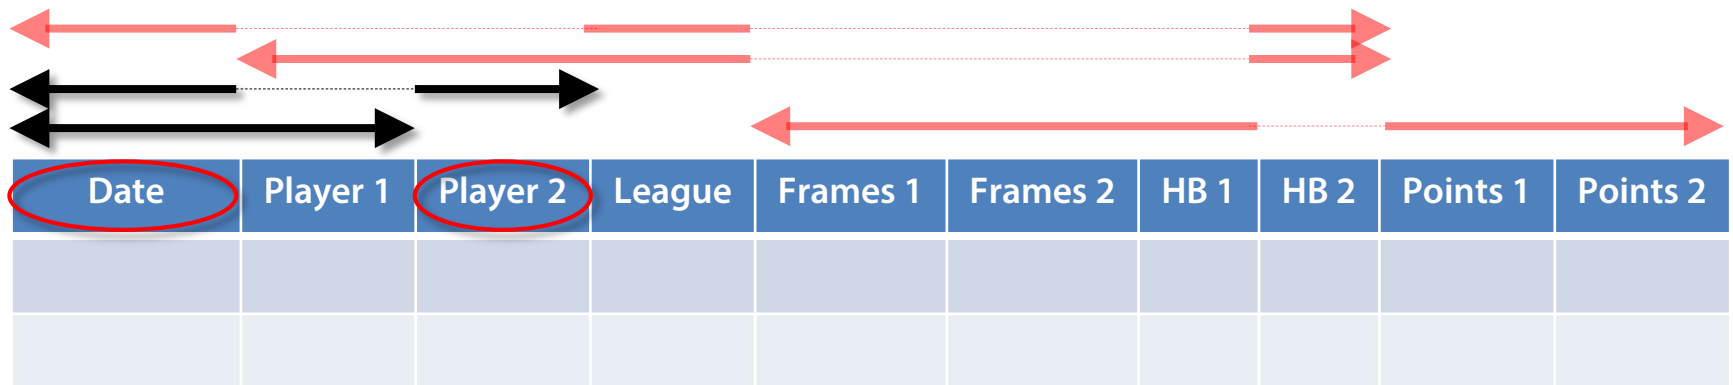 Date Player 1 Player 2 League Frames 1 Frames 2 HB 1 HB 2 Points 1 Points 2